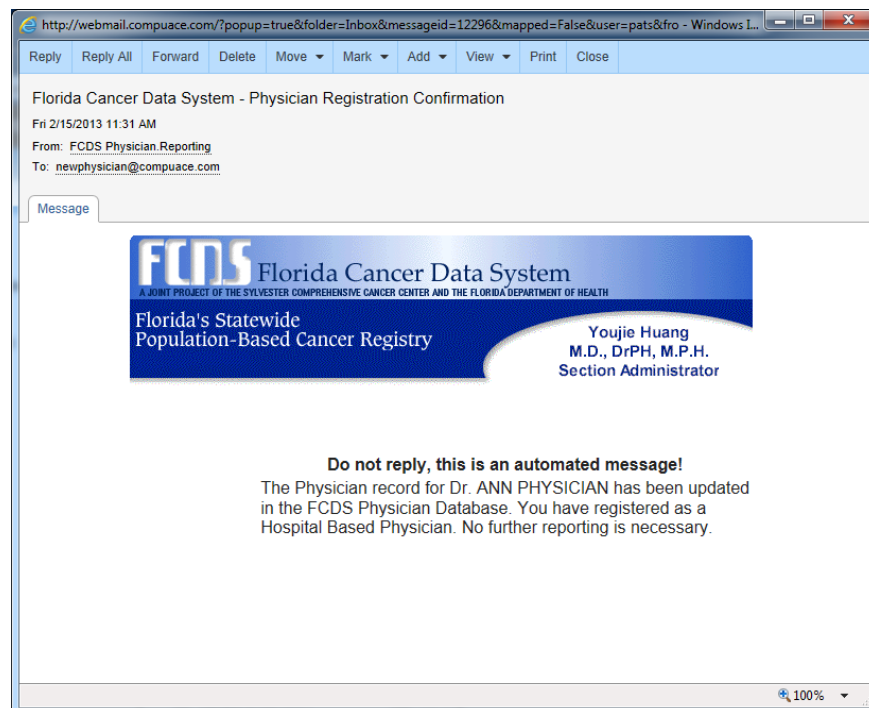 http://webmail.compuace.com/?popup=true&folder=Inbox&messageid=12296&mapped=False&user=pats&fro - Windows I...
Reply Reply All Forward Delete Move Mark Add View Print Close
Florida Cancer Data System - Physician Registration Confirmation
Fri 2/15/2013 11:31 AM
From: FCDS Physician.Reporting
To: newphysician@compuace.com
Message
FCDS Florida Cancer Data System
A JOINT PROJECT OF THE SYLVESTER COMPREHENSIVE CANCER CENTER AND THE FLORIDA DEPARTMENT OF HEALTH
Florida's Statewide
Population-Based Cancer Registry
Youjie Huang
M.D., DrPH, M.P.H.
Section Administrator
Do not reply, this is an automated message!
The Physician record for Dr. ANN PHYSICIAN has been updated
in the FCDS Physician Database. You have registered as a
Hospital Based Physician. No further reporting is necessary.
100%